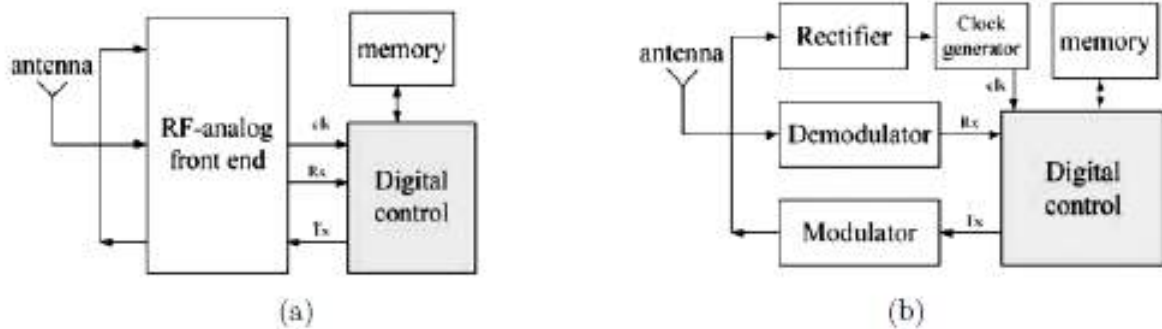 antenna
RF-analog
front end
memory
clk
Rx
Tx
Digital
control
(a)
antenna
Rectifier
Clock
generator
memory
clk
Demodulator
Rx
Digital
control
Modulator
Tx
(b)